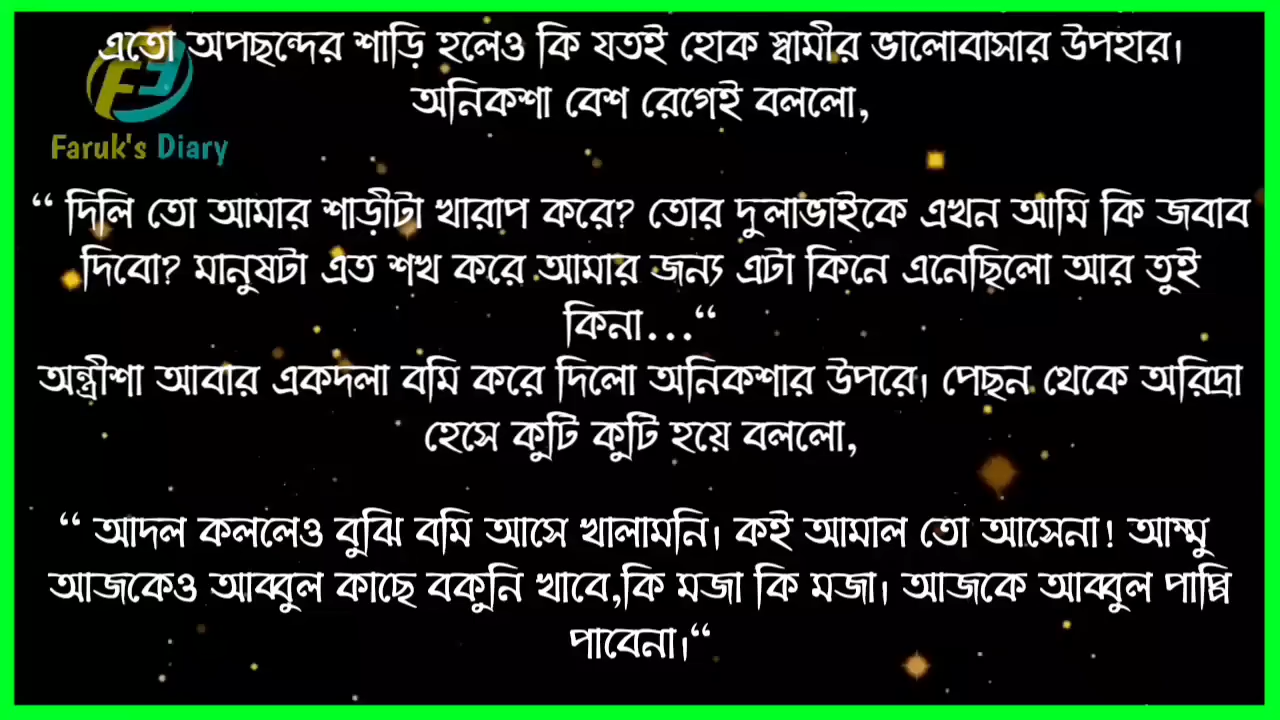 এতো অপছন্দের শাড়ি হলেও কি যতই হোক স্বামীর ভালোবাসার উপহার।
অনিকশা বেশ রেগেই বললো,
Faruk's Diary
“ দিলি তো আমার শাড়ীটা খারাপ করে? তোর দুলাভাইকে এখন আমি কি জবাব
দিবো? মানুষটা এত শখ করে আমার জন্য এটা কিনে এনেছিলো আর তুই
কিনা...“
অন্ত্রীশা আবার একদলা বমি করে দিলো অনিকশার উপরে। পেছন থেকে অরিদ্রা
হেসে কুটি কুটি হয়ে বললো,
“ আদল কললেও বুঝি বমি আসে খালামনি। কই আমাল তো আসেনা! আম্মু
আজকেও আব্বুল কাছে বকুনি খাবে,কি মজা কি মজা। আজকে আব্বুল পাপ্পি
পাবেনা।“